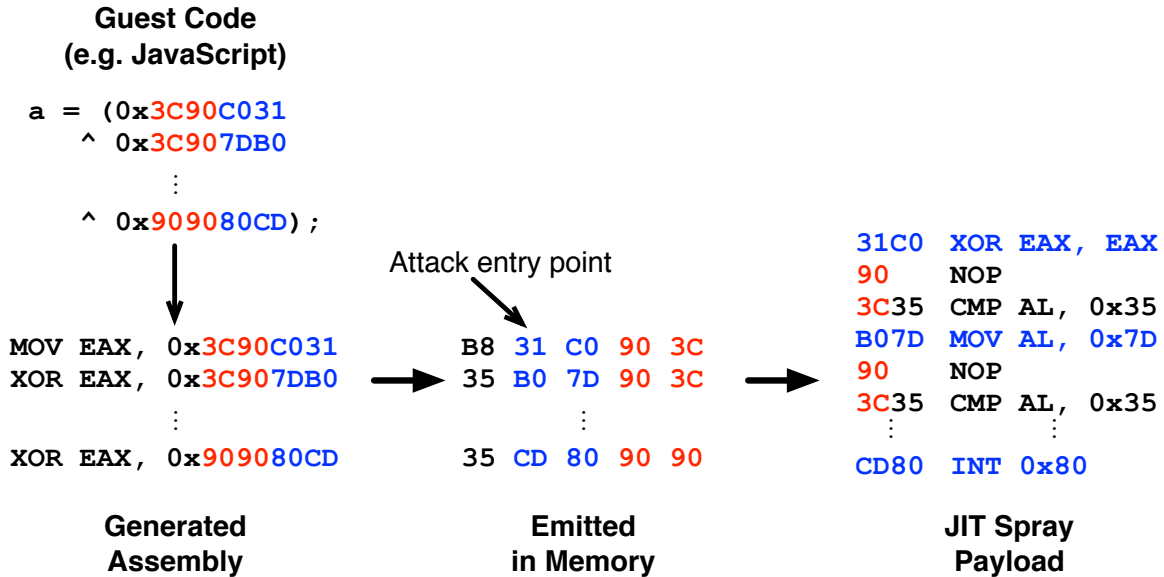 Guest Code
(e.g. JavaScript)
a = (0x3C90C031
^ 0x3C907DB0
⋮
^ 0x909080CD);
MOV EAX, 0x3C90C031
XOR EAX, 0x3C907DB0
⋮
XOR EAX, 0x909080CD
Generated
Assembly
Attack entry point
B8 31 C0 90 3C
35 B0 7D 90 3C
⋮
35 CD 80 90 90
Emitted
in Memory
31C0 XOR EAX, EAX
90 NOP
3C35 CMP AL, 0x35
B07D MOV AL, 0x7D
90 NOP
3C35 CMP AL, 0x35
⋮ ⋮
CD80 INT 0x80
JIT Spray
Payload